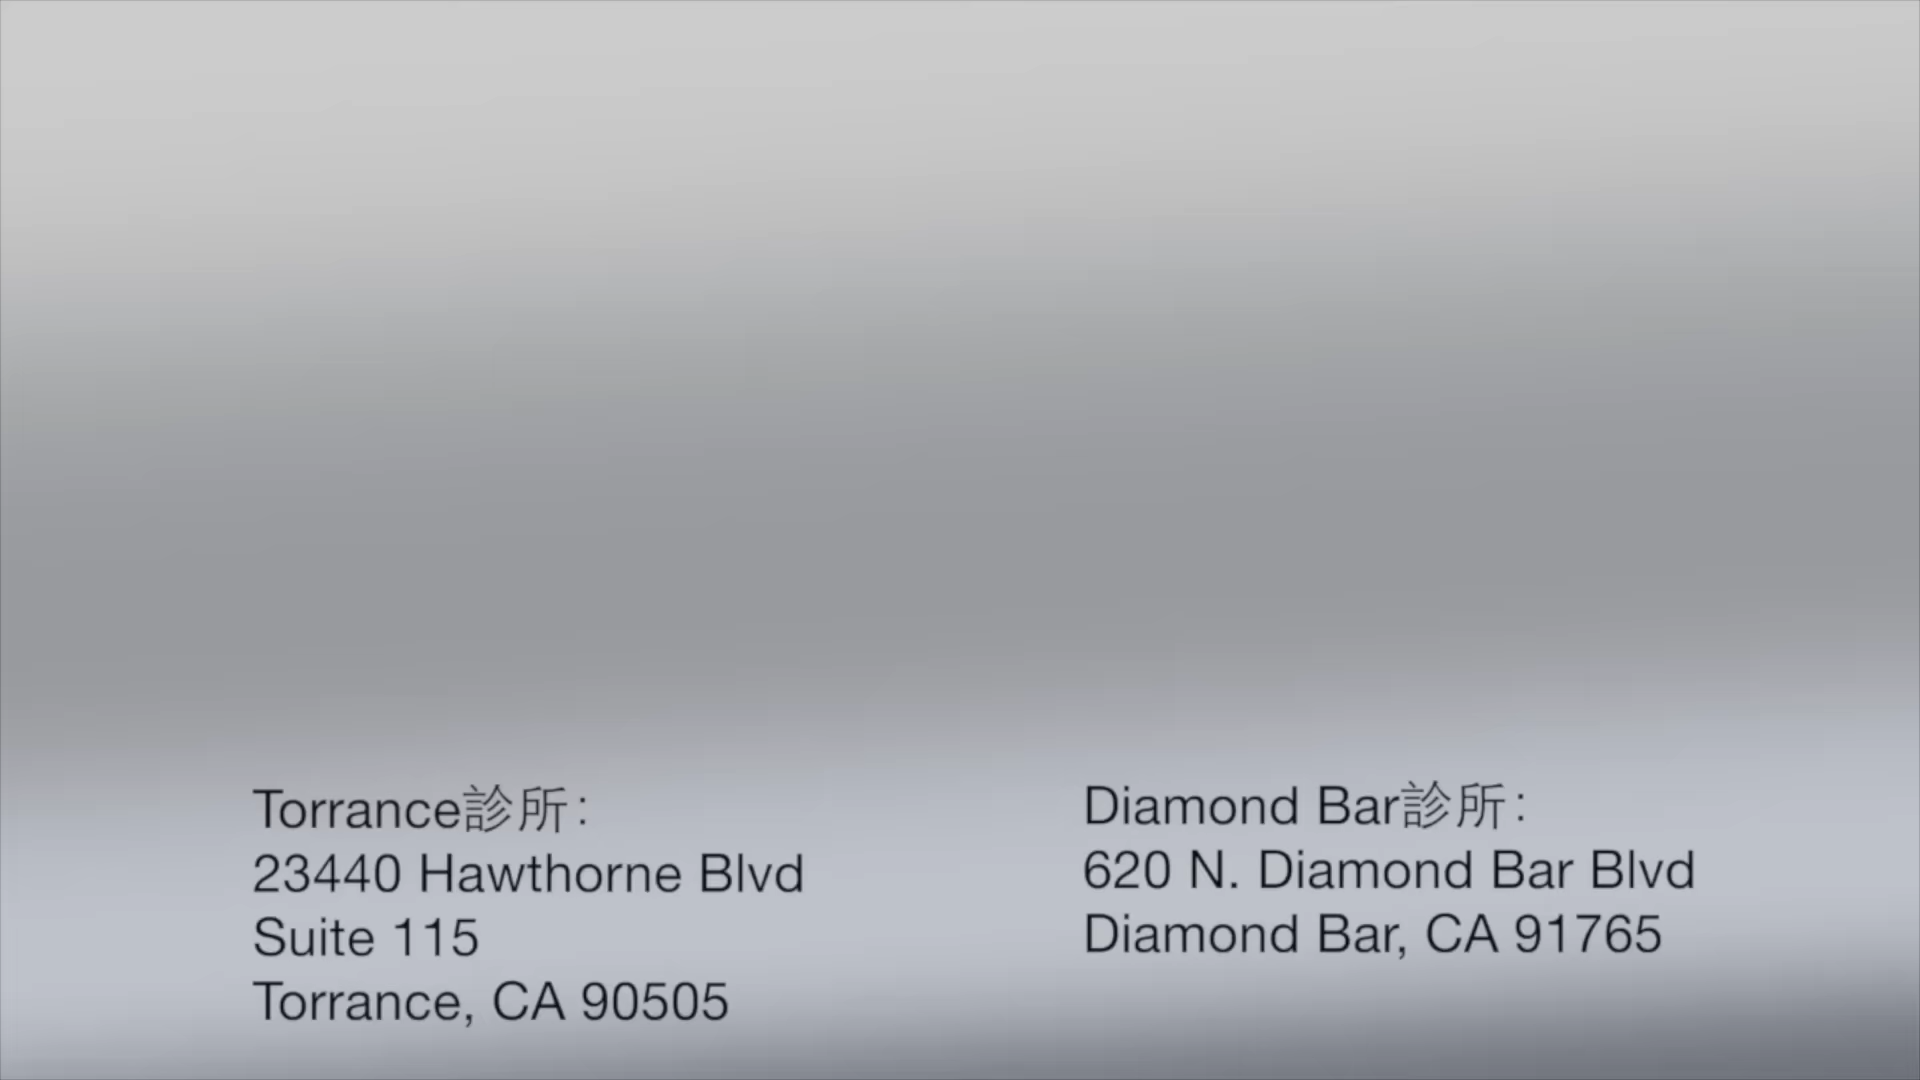 Torrance診所:
23440 Hawthorne Blvd
Suite 115
Torrance, CA 90505
Diamond Bar診所:
620 N. Diamond Bar Blvd
Diamond Bar, CA 91765